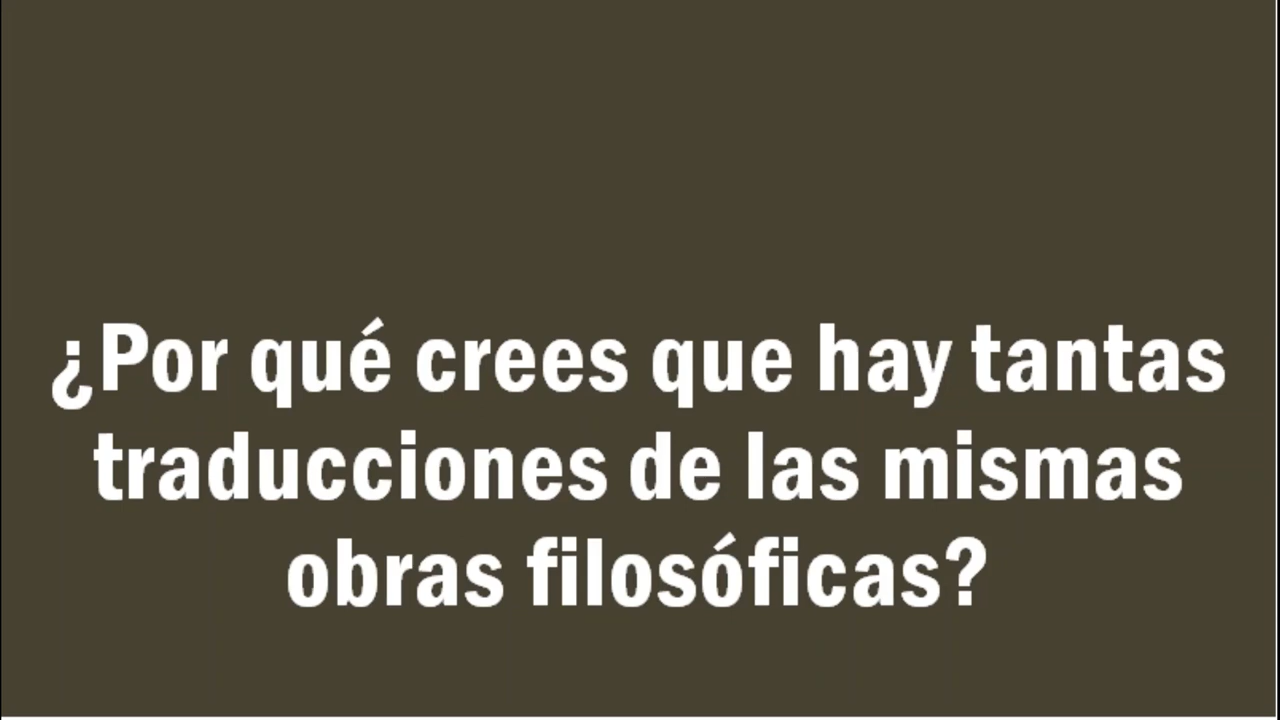 ¿Por qué crees que hay tantas
traducciones de las mismas
obras filosóficas?